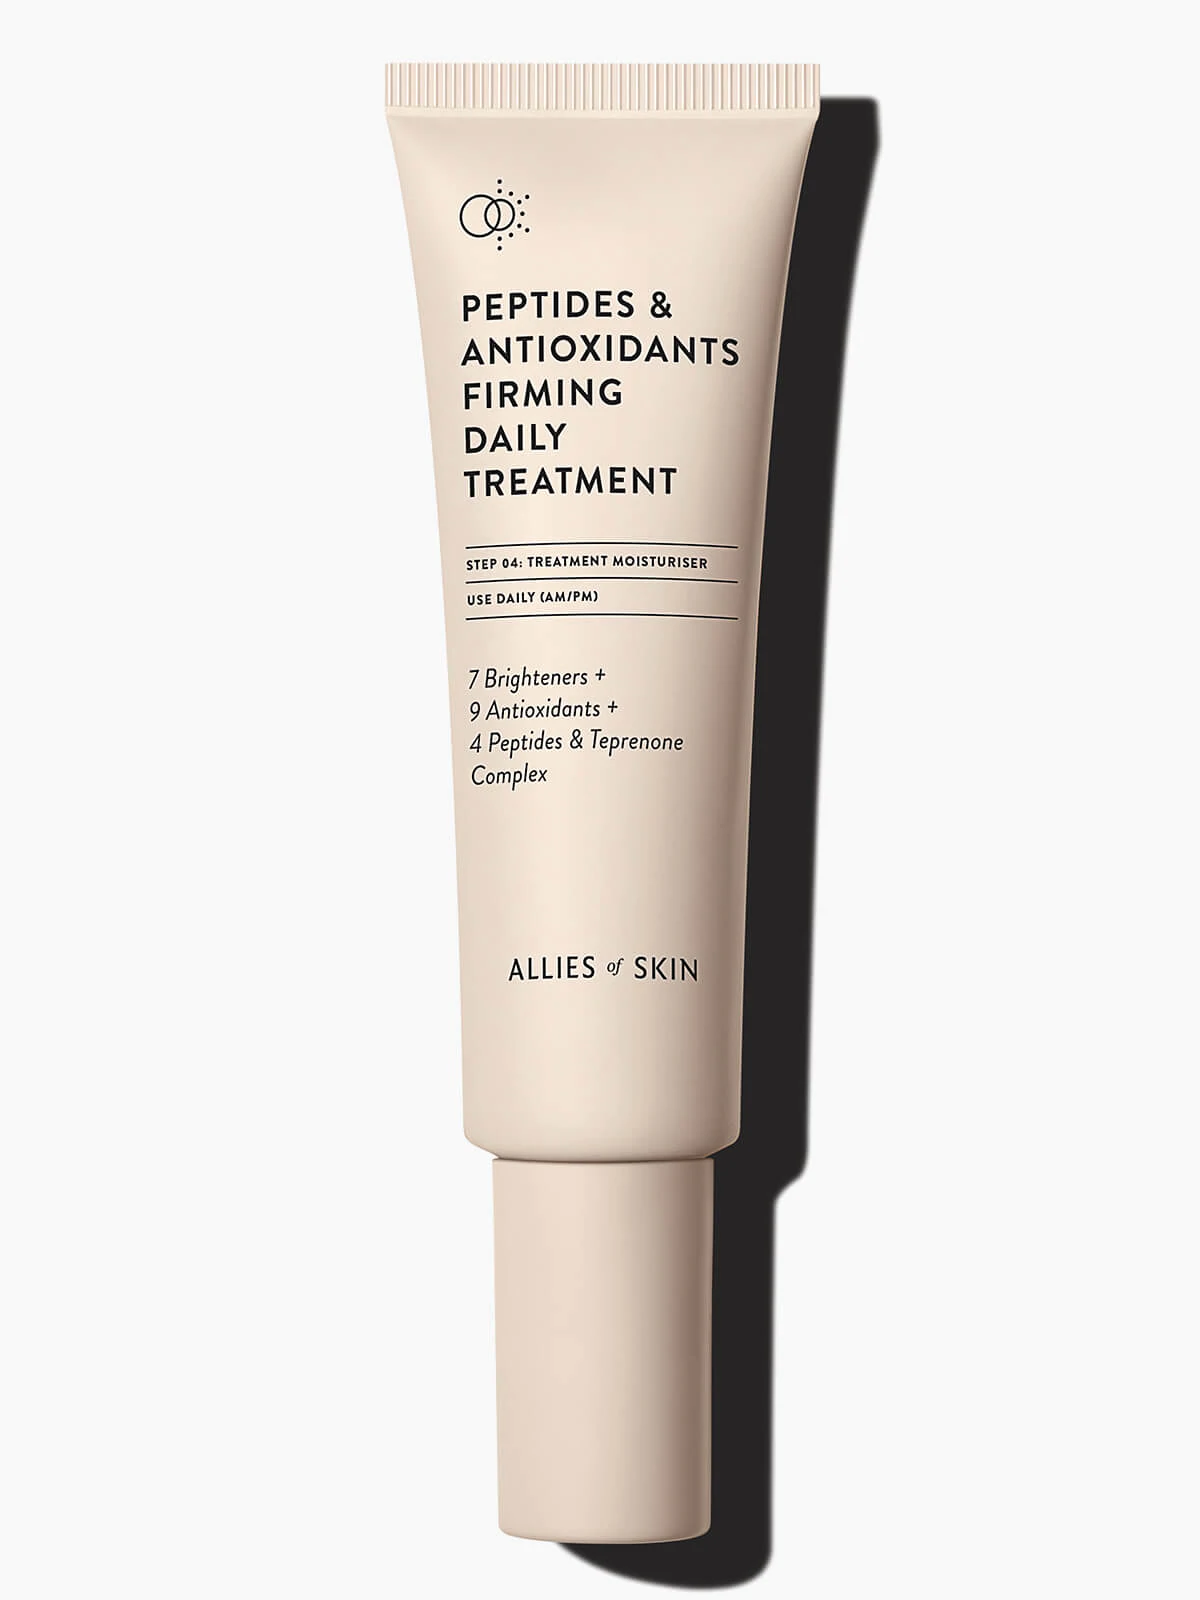 PEPTIDES &
ANTIOXIDANTS
FIRMING
DAILY
TREATMENT
STEP 04: TREATMENT MOISTURISER
USE DAILY (AM/PM)
7 Brighteners +
9 Antioxidants +
4 Peptides & Teprenone
Complex
ALLIES of SKIN